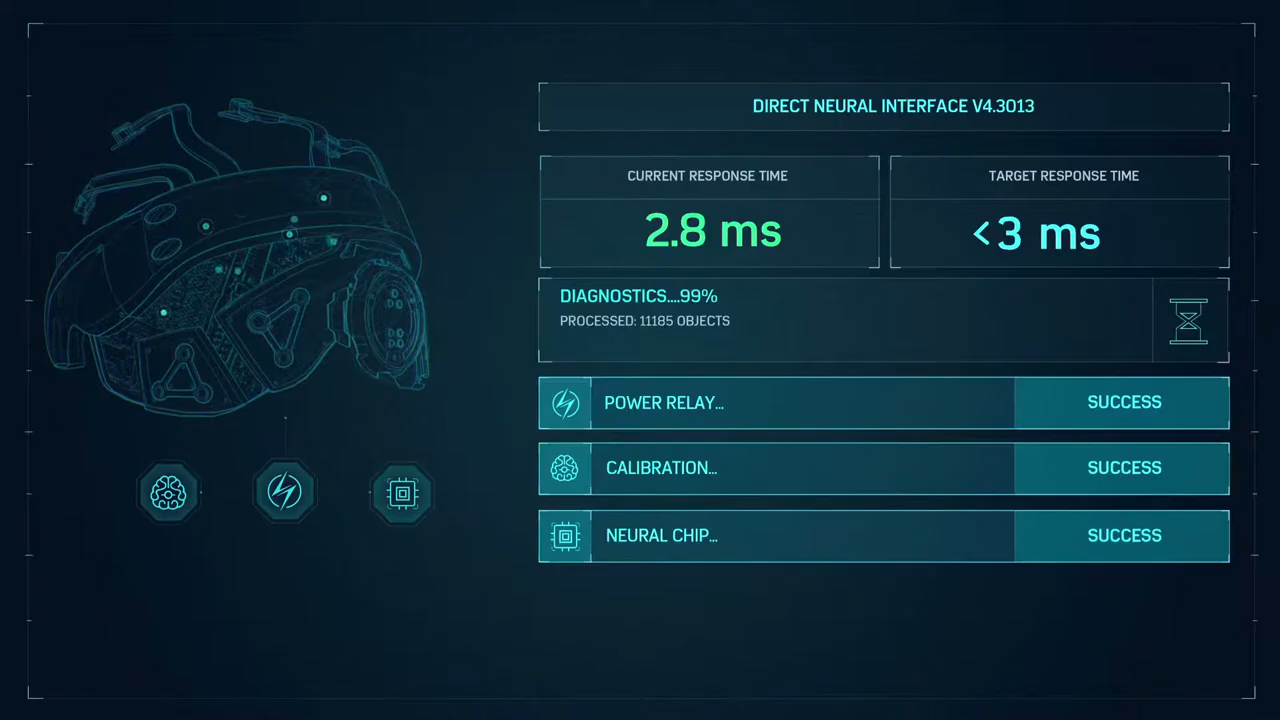 DIRECT NEURAL INTERFACE V4.3013
CURRENT RESPONSE TIME
2.8 ms
TARGET RESPONSE TIME
<3 ms
DIAGNOSTICS....99%
PROCESSED: 11185 OBJECTS
POWER RELAY...
SUCCESS
CALIBRATION...
SUCCESS
NEURAL CHIP...
SUCCESS